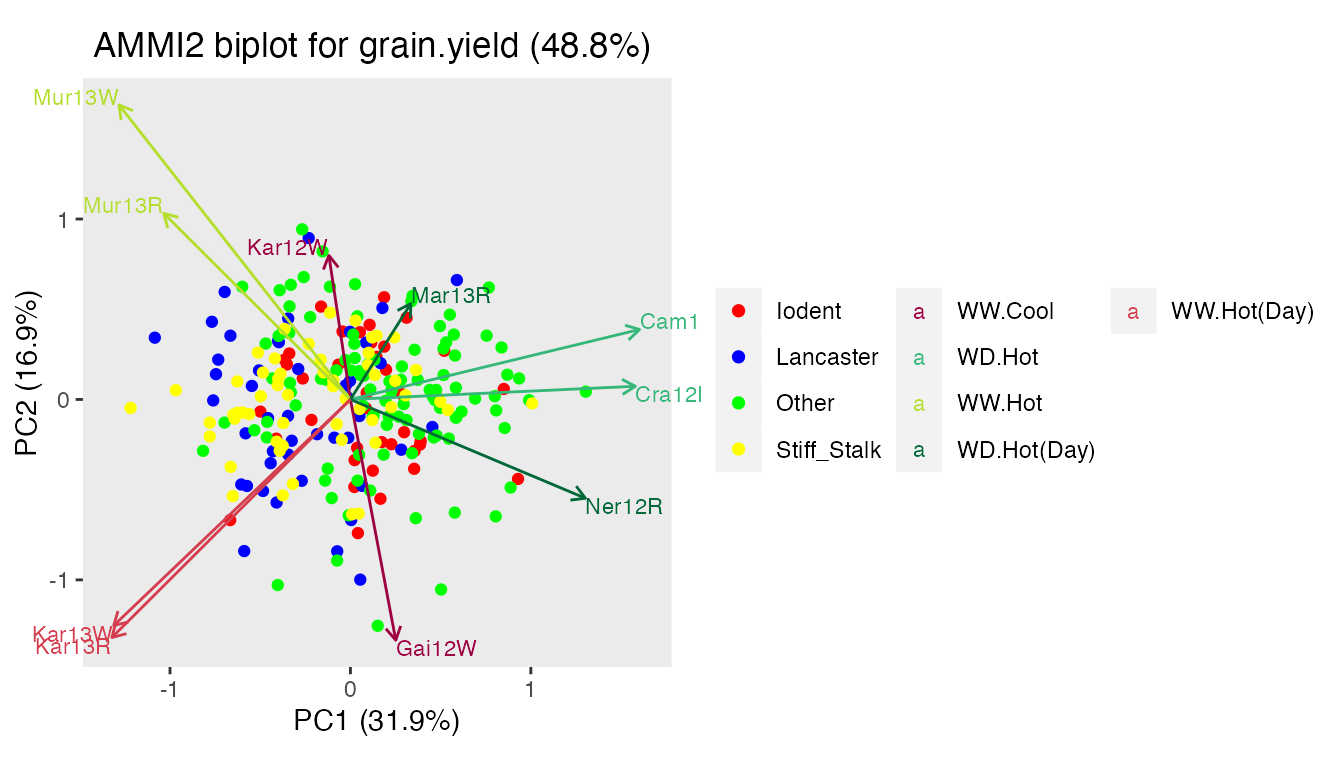 AMMI2 biplot for grain.yield (48.8%)
Mur13W
Mur13R
Kar12W
Mar13R
Cam1
Cra12I
Ner12R
Kar13W
Kar13R
Gai12W
1
0
-1
-1
0
1
PC2 (16.9%)
PC1 (31.9%)
Iodent
Lancaster
Other
Stiff_Stalk
a WW.Cool
a WD.Hot
a WW.Hot
a WD.Hot(Day)
a WW.Hot(Day)